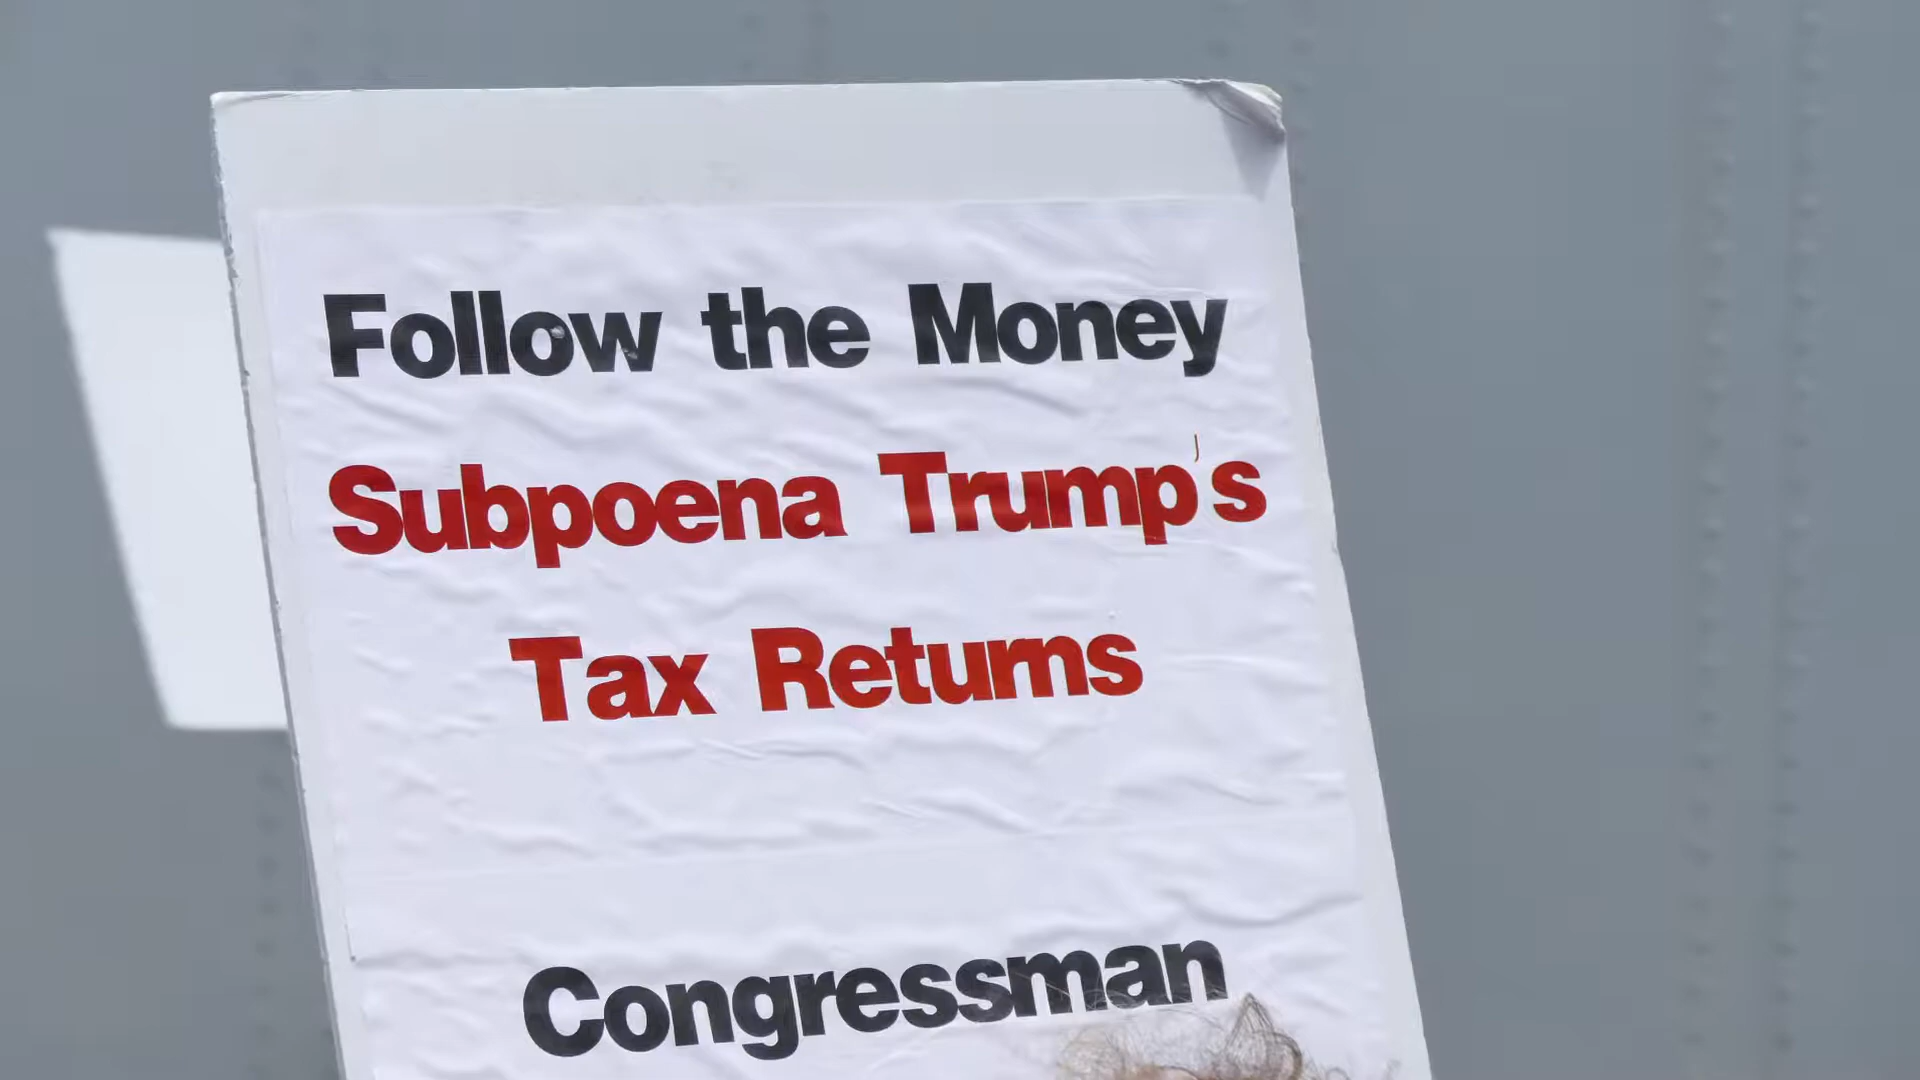 Follow the Money
Subpoena Trump's
Tax Returns
Congressman